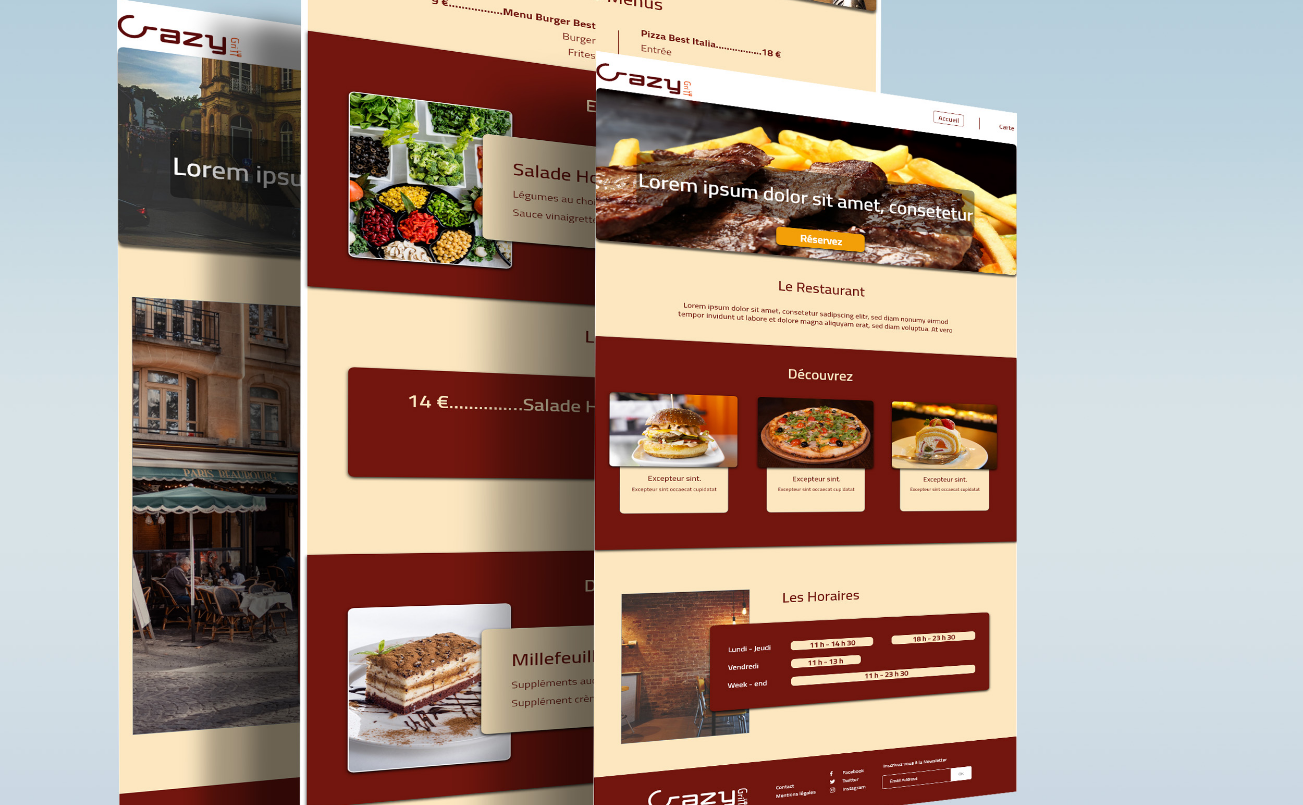 Crazy
Grill
Lorem ipsu
PARIS BEAUBOURG
Menus
9 €................Menu Burger Best
Burger
Frites
Pizza Best Italia................18 €
Entrée
E
Salade Ho
Légumes au cho
Sauce vinaigrette
L
14 €...............Salade H
D
Millefeuil
Suppléments au
Supplément crèm
Crazy
Grill
Accueil
Carte
Lorem ipsum dolor sit amet, consetetur
Réservez
Le Restaurant
Lorem ipsum dolor sit amet, consetetur sadipscing elitr, sed diam nonumy eirmod
tempor invidunt ut labore et dolore magna aliquyam erat, sed diam voluptua. At vero
Découvrez
Excepteur sint.
Excepteur sint occaecat cupidatat
Excepteur sint.
Excepteur sint occaecat cupidatat
Excepteur sint.
Excepteur sint occaecat cupidatat
Les Horaires
Lundi - Jeudi
11 h - 14 h 30
18 h - 23 h 30
Vendredi
11 h - 13 h
Week - end
11 h - 23 h 30
Crazy
Grill
Contact
Mentions légales
Facebook
Twitter
Instagram
Inscrivez vous à la Newsletter
Email Address